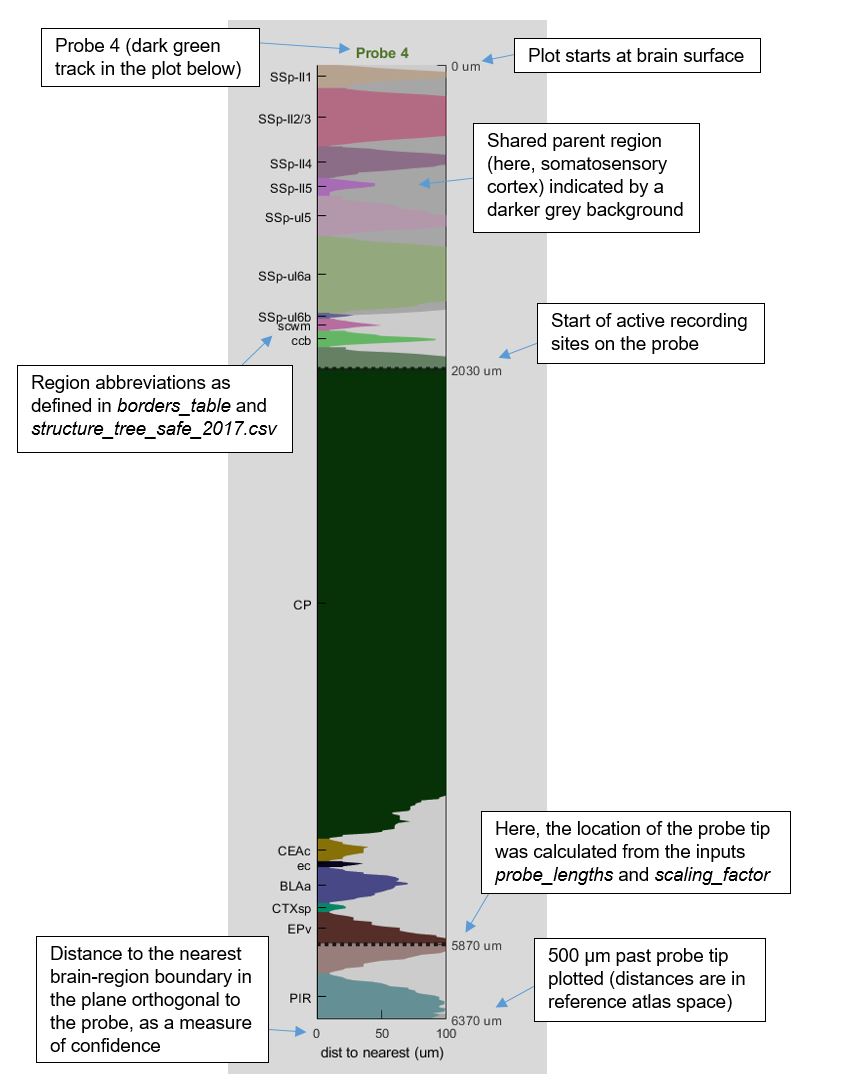 Probe 4 (dark green
track in the plot below)
Probe 4
0 um
Plot starts at brain surface
SSp-ll1
SSp-ll2/3
Shared parent region
(here, somatosensory
cortex) indicated by a
darker grey background
SSp-ll4
SSp-ll5
SSp-ul5
SSp-ul6a
SSp-ul6b
scwm
ccb
Start of active recording
sites on the probe
2030 um
Region abbreviations as
defined in borders_table and
structure_tree_safe_2017.csv
CP
Here, the location of the probe tip
was calculated from the inputs
probe_lengths and scaling_factor
CEAc
ec
BLAa
CTXsp
EPv
5870 um
Distance to the nearest
brain-region boundary in
the plane orthogonal to
the probe, as a measure
of confidence
500 µm past probe tip
plotted (distances are in
reference atlas space)
PIR
6370 um
0 50 100
dist to nearest (um)